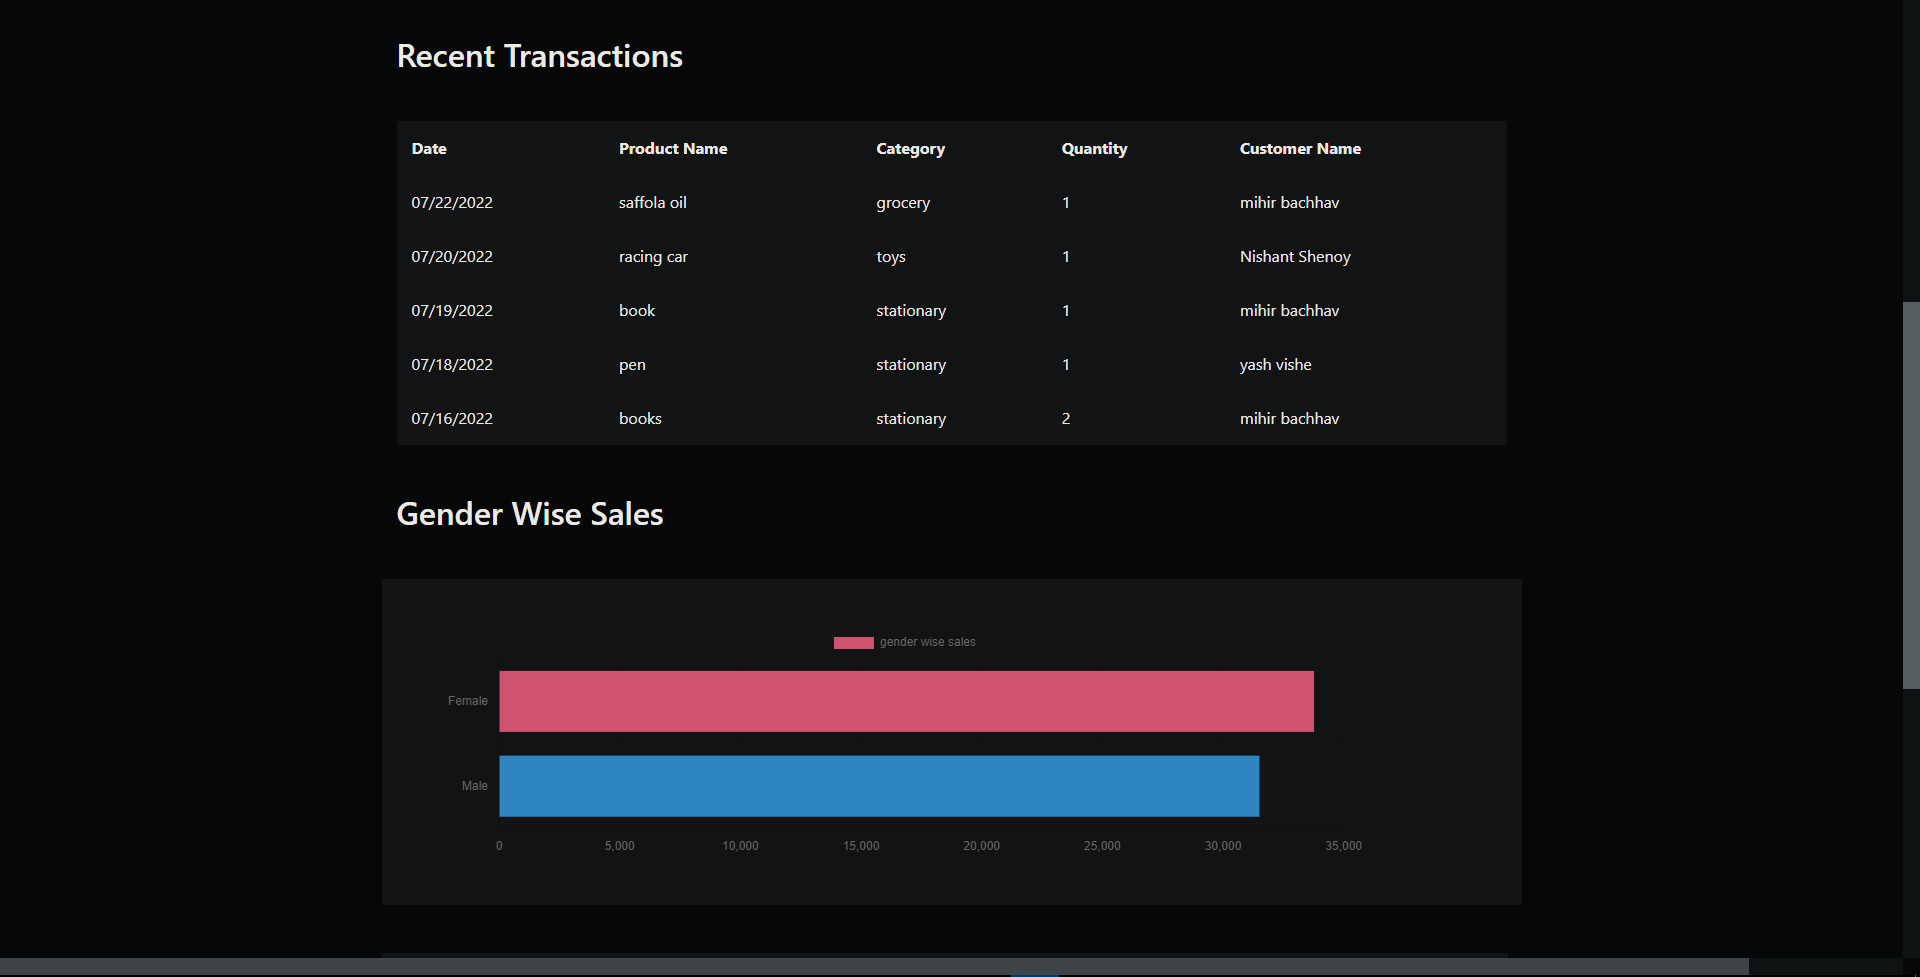 Recent Transactions
Date Product Name Category Quantity Customer Name
07/22/2022 saffola oil grocery 1 mihir bachhav
07/20/2022 racing car toys 1 Nishant Shenoy
07/19/2022 book stationary 1 mihir bachhav
07/18/2022 pen stationary 1 yash vishe
07/16/2022 books stationary 2 mihir bachhav
Gender Wise Sales
gender wise sales
Female
Male
0 5,000 10,000 15,000 20,000 25,000 30,000 35,000